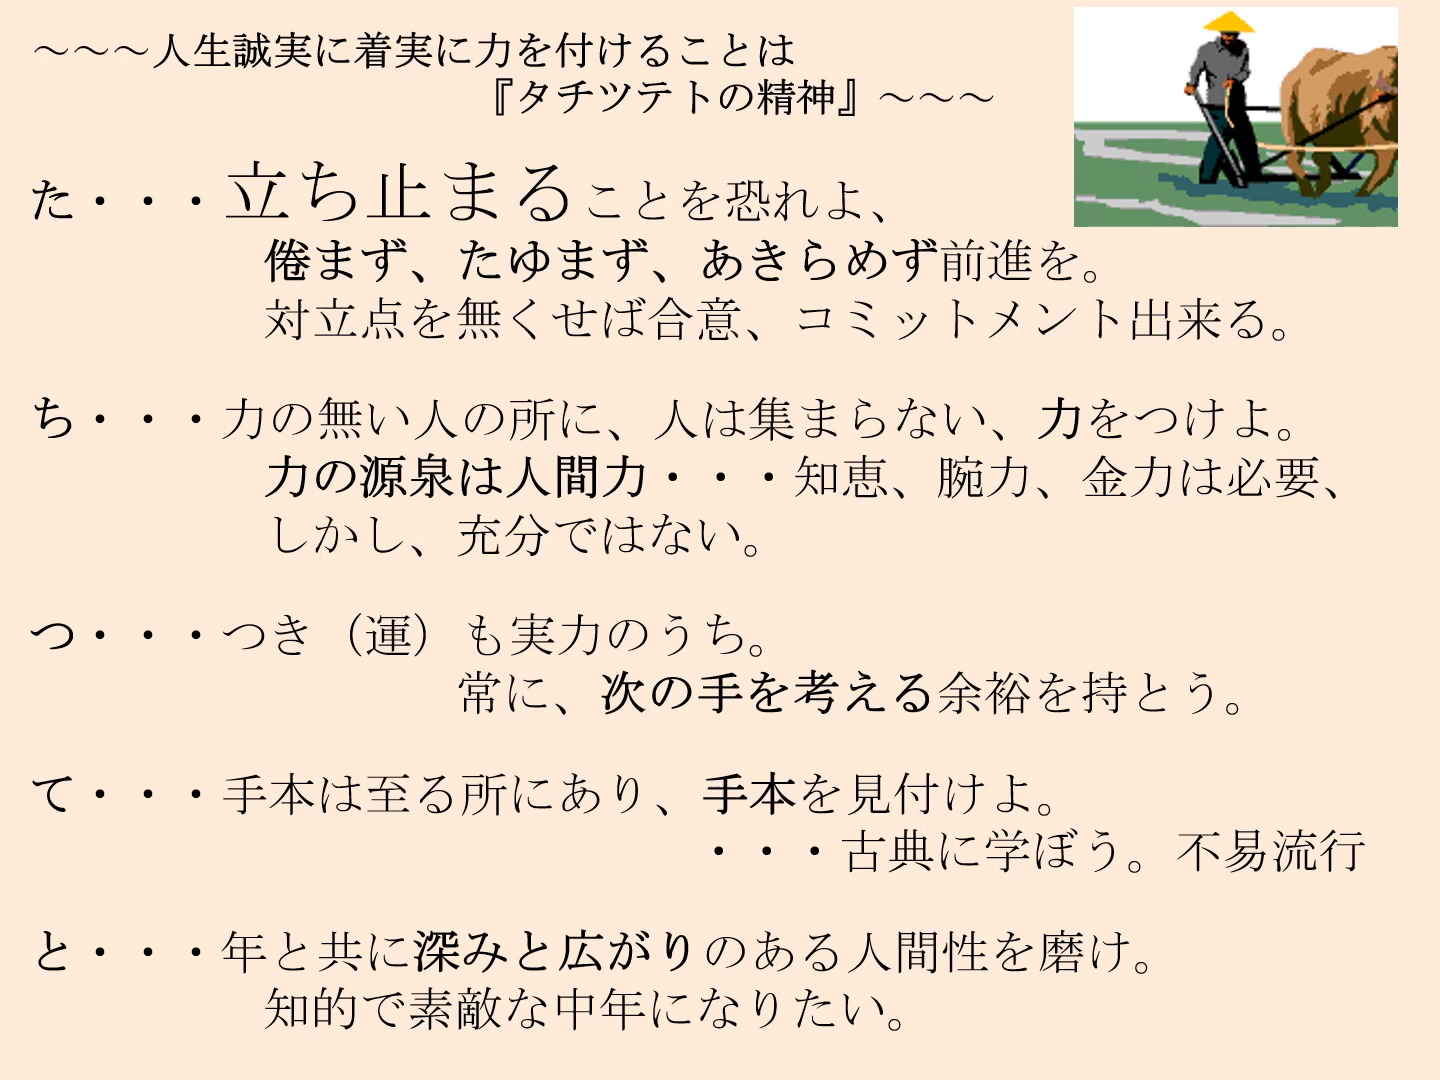 ～～～人生誠実に着実に力を付けることは
『タチツテトの精神』～～～
た・・・立ち止まることを恐れよ、
倦まず、たゆまず、あきらめず前進を。
対立点を無くせば合意、コミットメント出来る。
ち・・・力の無い人の所に、人は集まらない、力をつけよ。
力の源泉は人間力・・・知恵、腕力、金力は必要、
しかし、充分ではない。
つ・・・つき（運）も実力のうち。
常に、次の手を考える余裕を持とう。
て・・・手本は至る所にあり、手本を見付けよ。
・・・古典に学ぼう。不易流行
と・・・年と共に深みと広がりのある人間性を磨け。
知的で素敵な中年になりたい。